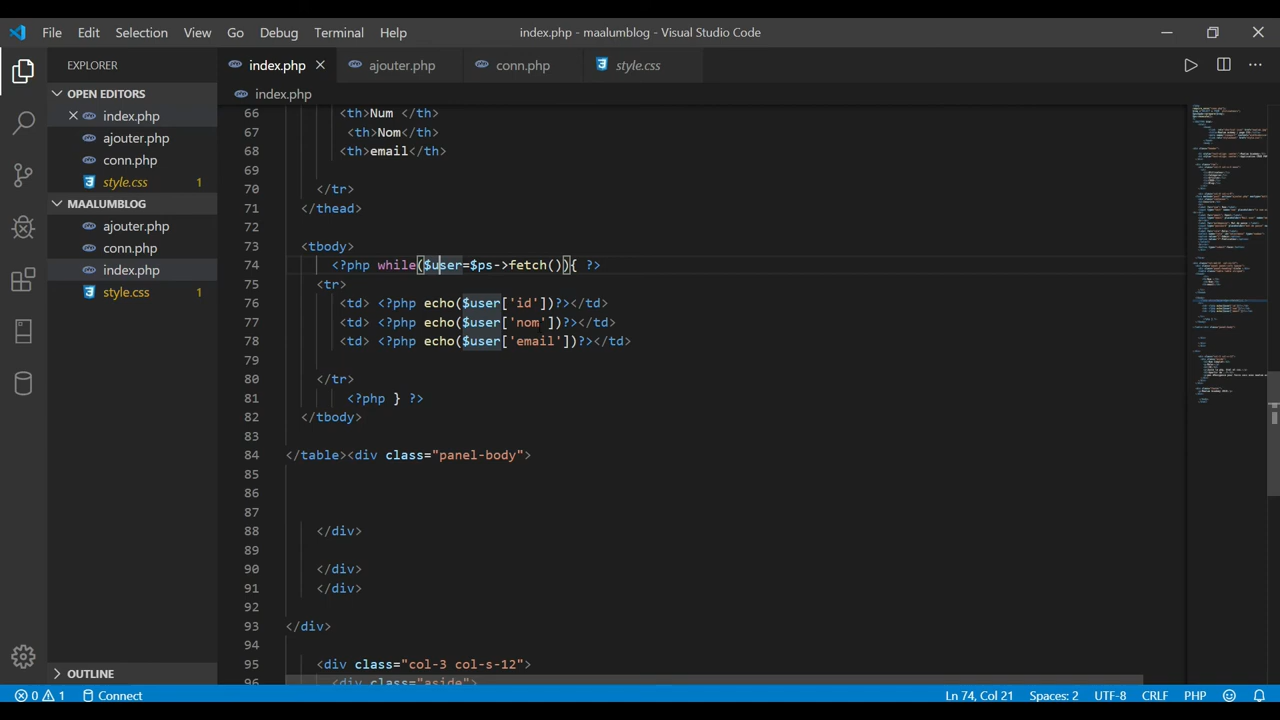 File Edit Selection View Go Debug Terminal Help index.php - maalumblog - Visual Studio Code
EXPLORER
OPEN EDITORS
index.php
ajouter.php
conn.php
style.css 1
MAALUMBLOG
ajouter.php
conn.php
index.php
style.css 1
OUTLINE
index.php ajouter.php conn.php style.css
index.php
66 <th>Num </th>
67 <th>Nom</th>
68 <th>email</th>
69
70 </tr>
71 </thead>
72
73 <tbody>
74 <?php while($user=$ps->fetch()){ ?>
75 <tr>
76 <td> <?php echo($user['id'])?></td>
77 <td> <?php echo($user['nom'])?></td>
78 <td> <?php echo($user['email'])?></td>
79
80 </tr>
81 <?php } ?>
82 </tbody>
83
84 </table><div class="panel-body">
85
86
87
88 </div>
89
90 </div>
91 </div>
92
93 </div>
94
95 <div class="col-3 col-s-12">
96 <div class="aside">
0 1 Connect Ln 74, Col 21 Spaces: 2 UTF-8 CRLF PHP